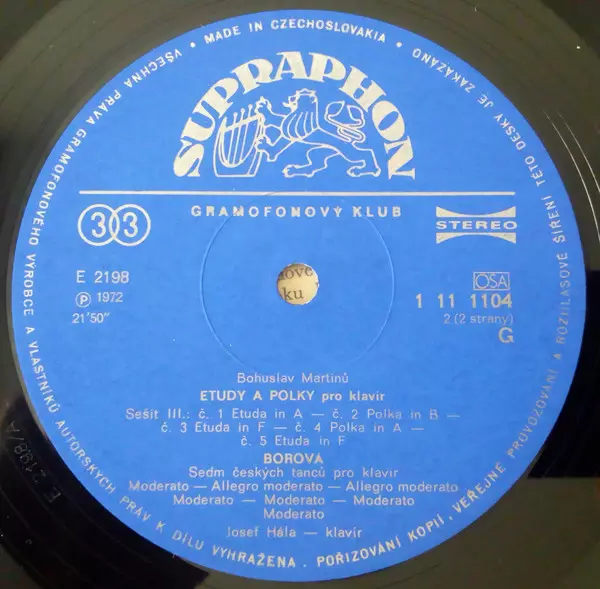 VŠECHNA PRÁVA GRAMOFONOVÉHO VÝROBCE A VLASTNÍKŮ AUTORSKÝCH PRÁV K DÍLU VYHRAŽENA . POŘIZOVÁNÍ KOPIÍ, VEŘEJNÉ PROVOZOVÁNÍ A ROZHLASOVÉ ŠÍŘENÍ TÉTO DESKY JE ZAKÁZÁNO
• MADE IN CZECHOSLOVAKIA •
SUPRAPHON
33
GRAMOFONOVÝ KLUB
STEREO
E 2198
℗ 1972
21'50"
OSA
1 11 1104
2 (2 strany)
G
ku
Bohuslav Martinů
ETUDY A POLKY pro klavír
Sešit III.: č. 1 Etuda in A — č. 2 Polka in B —
č. 3 Etuda in F — č. 4 Polka in A —
č. 5 Etuda in F
BOROVÁ
Sedm českých tanců pro klavír
Moderato — Allegro moderato — Allegro moderato
Moderato — Moderato — Moderato
Moderato
Josef Hála — klavír
E 2198/A